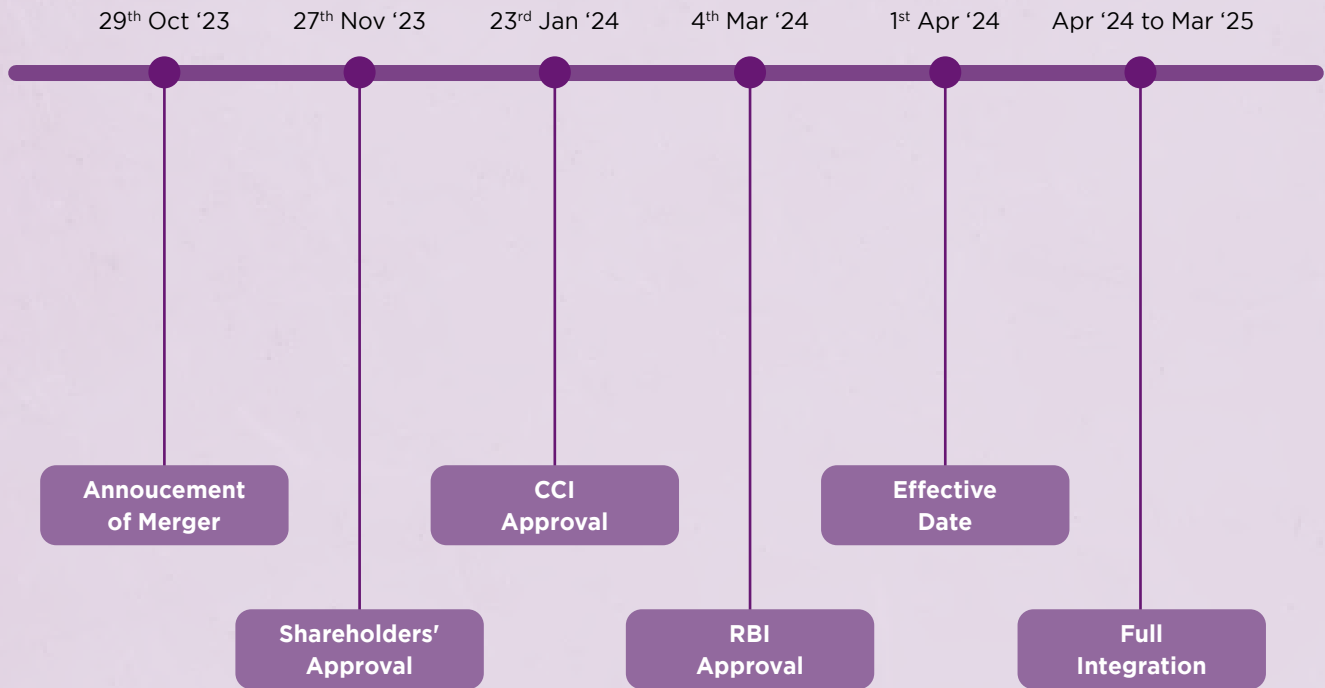 29th Oct ‘23
27th Nov ‘23
23rd Jan ‘24
4th Mar ‘24
1st Apr ‘24
Apr ‘24 to Mar ‘25
Annoucement
of Merger
CCI
Approval
Effective
Date
Shareholders'
Approval
RBI
Approval
Full
Integration